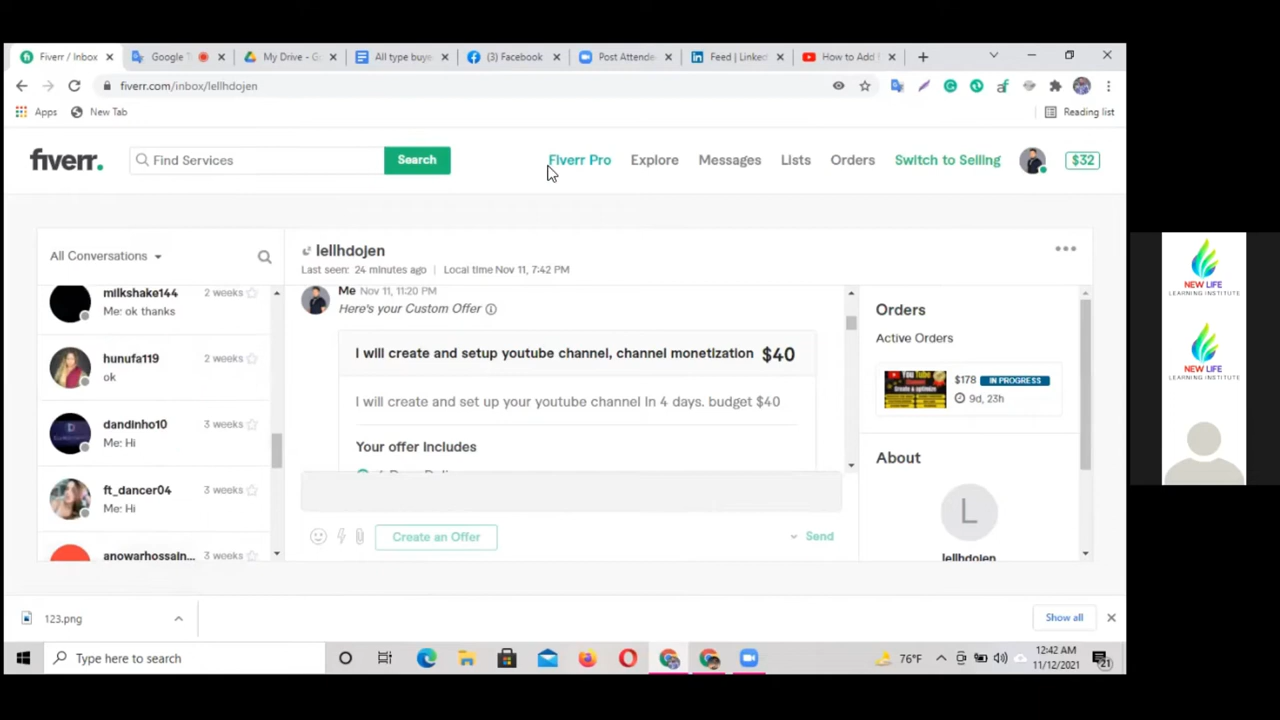 Fiverr / Inbox
Google T
My Drive - G
All type buye
(3) Facebook
Post Attende
Feed | Linked
How to Add
fiverr.com/inbox/lellhdojen
Apps
New Tab
Reading list
fiverr.
Find Services
Search
Fiverr Pro
Explore
Messages
Lists
Orders
Switch to Selling
$32
All Conversations
lellhdojen
Last seen: 24 minutes ago | Local time Nov 11, 7:42 PM
milkshake144
2 weeks
Me: ok thanks
hunufa119
2 weeks
ok
dandinho10
3 weeks
Me: Hi
ft_dancer04
3 weeks
Me: Hi
anowarhossain...
3 weeks
Me Nov 11, 11:20 PM
Here's your Custom Offer
I will create and setup youtube channel, channel monetization $40
I will create and set up your youtube channel In 4 days. budget $40
Your offer Includes
Create an Offer
Send
Orders
Active Orders
$178 IN PROGRESS
9d, 23h
About
L
lellhdojen
NEW LIFE
LEARNING INSTITUTE
NEW LIFE
LEARNING INSTITUTE
123.png
Show all
Type here to search
76°F
12:42 AM
11/12/2021
21